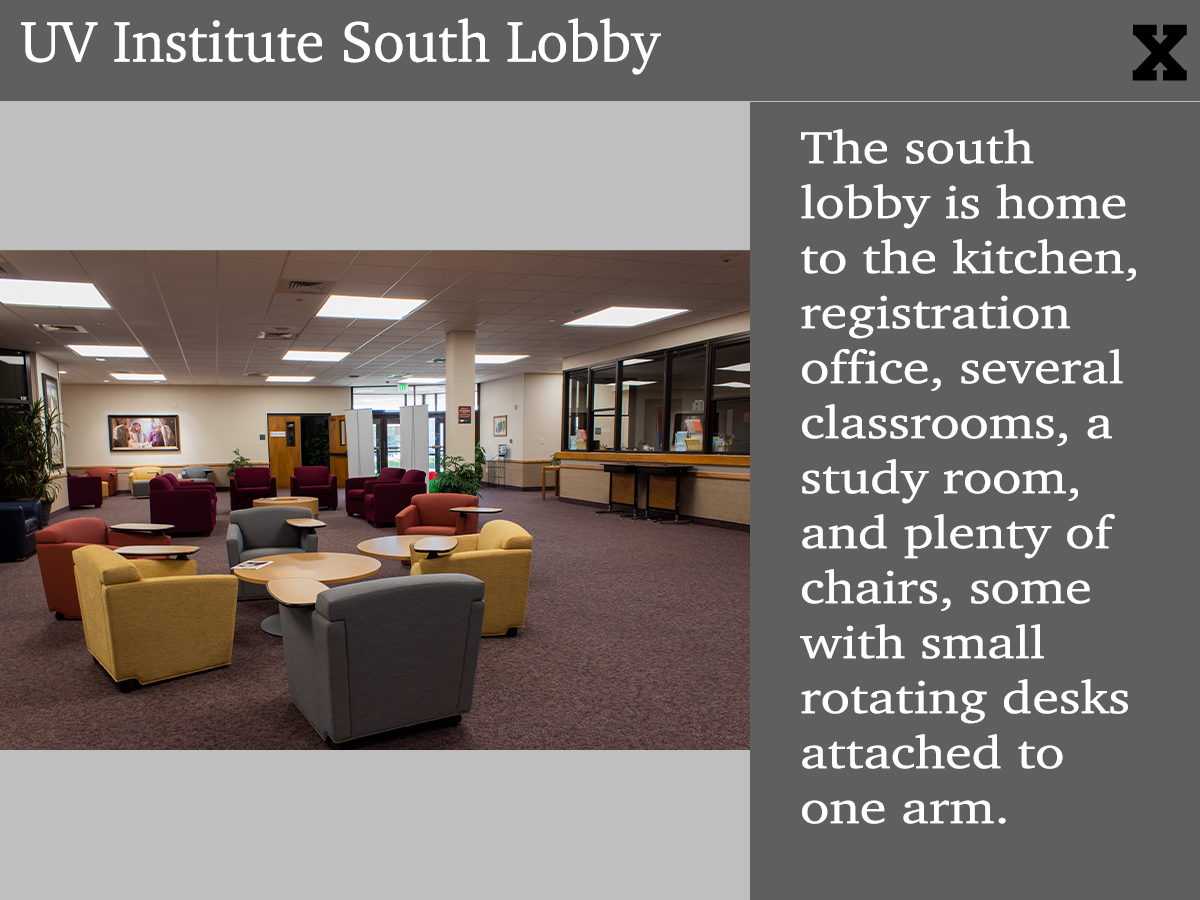 UV Institute South Lobby
X
The south
lobby is home
to the kitchen,
registration
office, several
classrooms, a
study room,
and plenty of
chairs, some
with small
rotating desks
attached to
one arm.